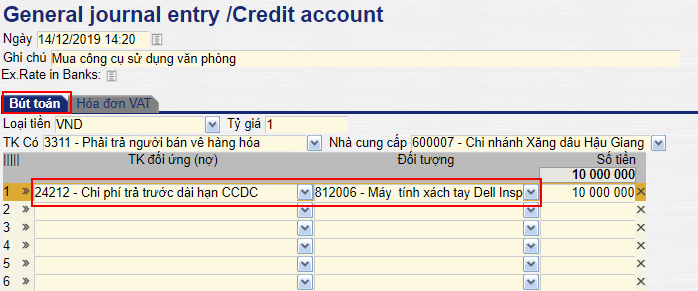 General journal entry /Credit account
Ngày 14/12/2019 14:20
Ghi chú Mua công cụ sử dụng văn phòng
Ex.Rate in Banks:
Bút toán Hóa đơn VAT
Loại tiền VND Tỷ giá 1
TK Có 3311 - Phải trả người bán về hàng hóa Nhà cung cấp 600007 - Chi nhánh Xăng dầu Hậu Giang
TK đối ứng (nợ) Đối tượng Số tiền
10 000 000
1 24212 - Chi phí trả trước dài hạn CCDC 812006 - Máy tính xách tay Dell Insp 10 000 000
2
3
4
5
6